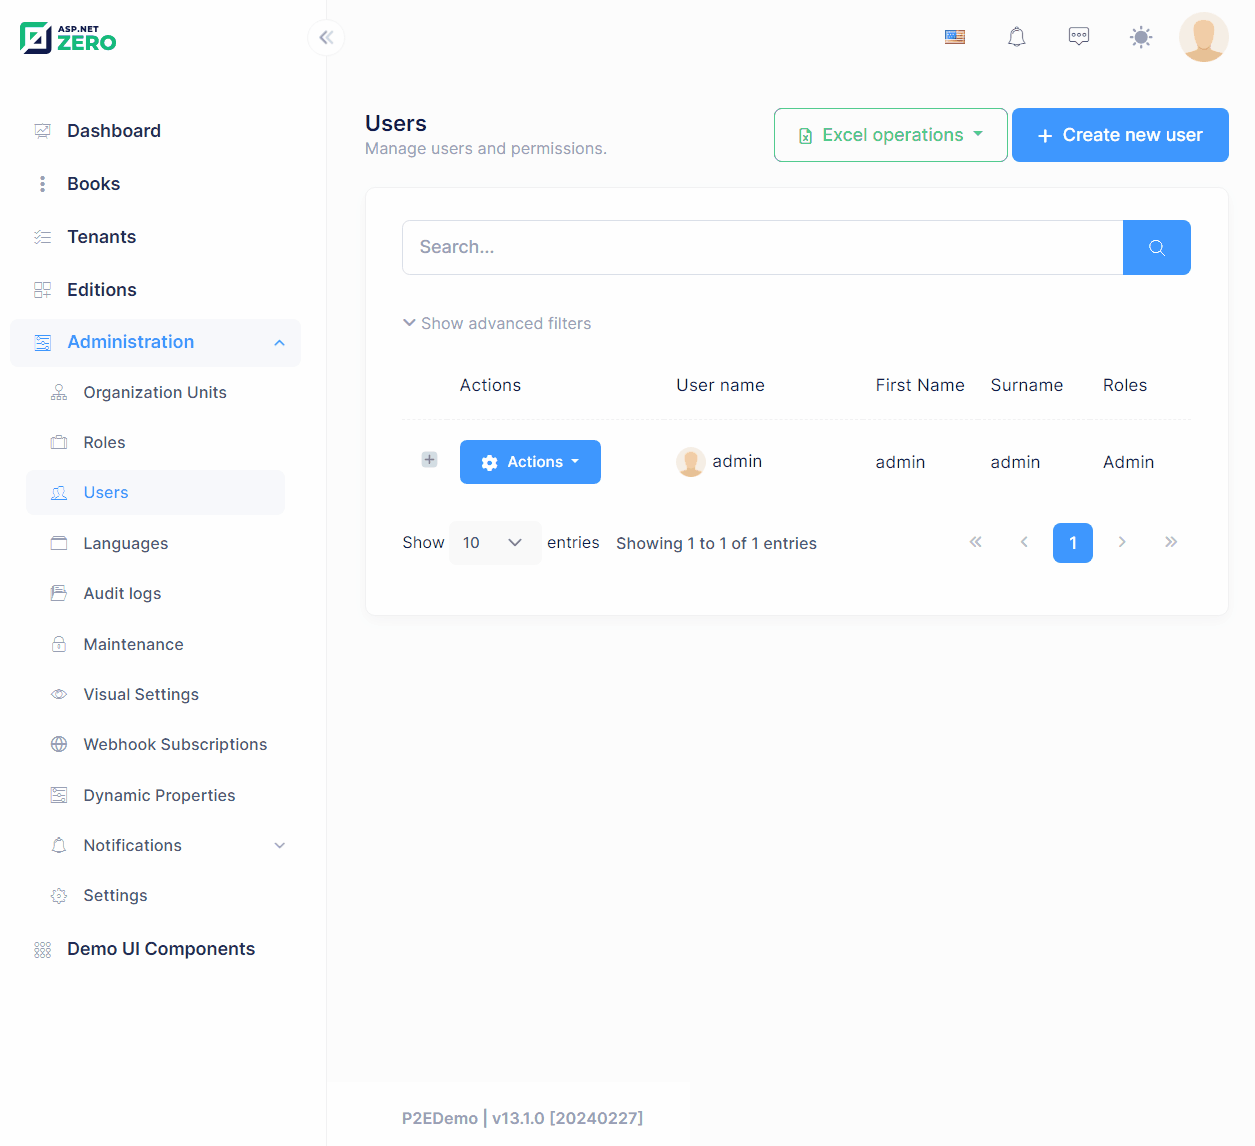 ASP.NET
ZERO
Dashboard
Books
Tenants
Editions
Administration
Organization Units
Roles
Users
Languages
Audit logs
Maintenance
Visual Settings
Webhook Subscriptions
Dynamic Properties
Notifications
Settings
Demo UI Components
Users
Manage users and permissions.
Excel operations
Create new user
Search...
Show advanced filters
Actions User name First Name Surname Roles
Actions admin admin admin Admin
Show 10 entries Showing 1 to 1 of 1 entries 1
P2EDemo | v13.1.0 [20240227]